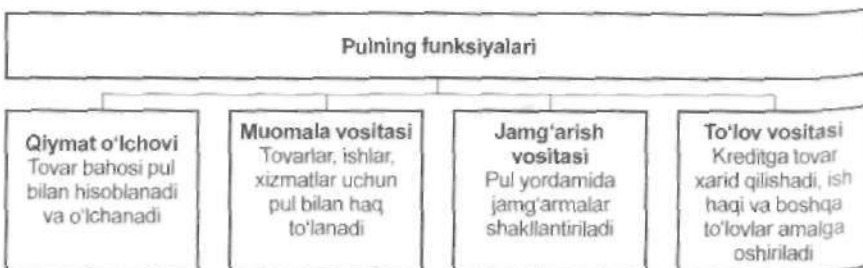 Pulning funksiyalari
Qiymat o'lchovi
Tovar bahosi pul
bilan hisoblanadi
va o'lchanadi
Muomala vositasi
Tovarlar, ishlar,
xizmatlar uchun
pul bilan haq
to'lanadi
Jamg'arish
vositasi
Pul yordamida
jamg'armalar
shakllantiriladi
To'lov vositasi
Kreditga tovar
xarid qilishadi, ish
haqi va boshqa
to'lovlar amalga
oshiriladi